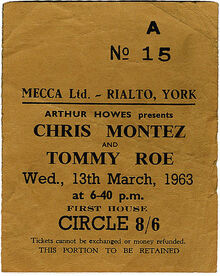 A
No 15
MECCA Ltd. - RIALTO, YORK
ARTHUR HOWES presents
CHRIS MONTEZ
AND
TOMMY ROE
Wed., 13th March, 1963
at 6-40 p.m.
FIRST HOUSE
CIRCLE 8/6
Tickets cannot be exchanged or money refunded.
THIS PORTION TO BE RETAINED